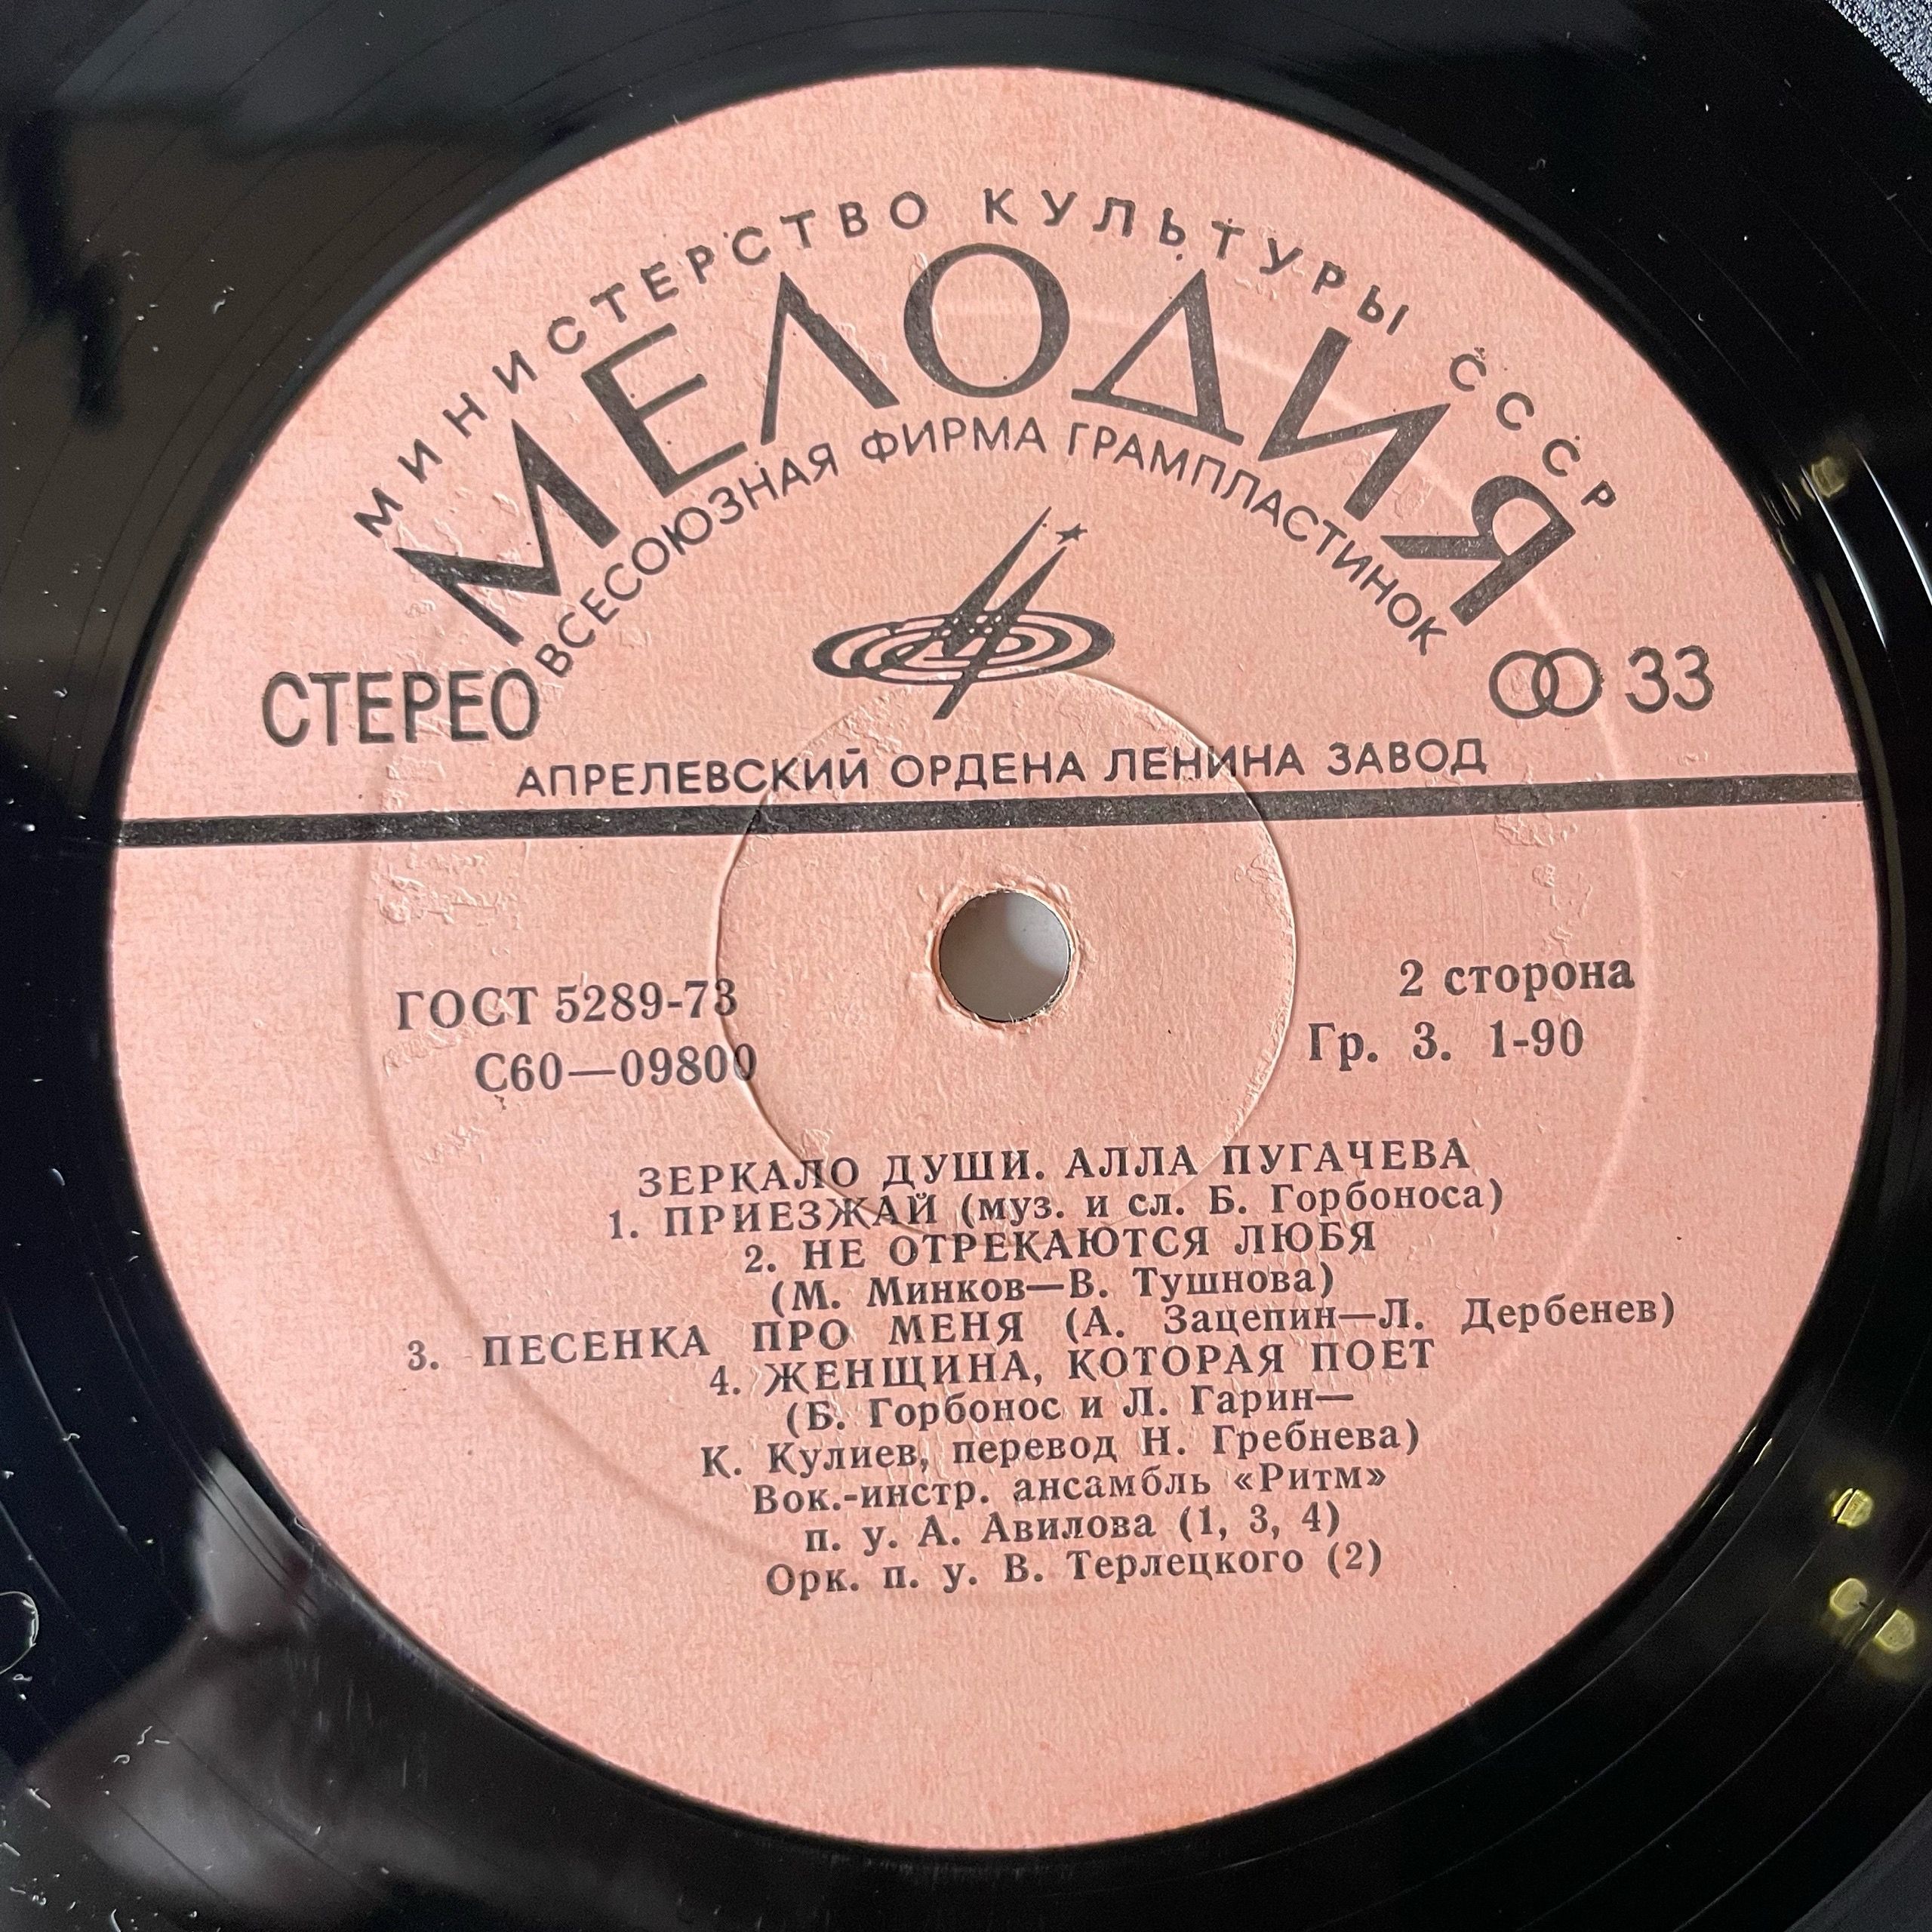 МИНИСТЕРСТВО КУЛЬТУРЫ СССР
МЕЛОДИЯ
ВСЕСОЮЗНАЯ ФИРМА ГРАМПЛАСТИНОК
СТЕРЕО
33
АПРЕЛЕВСКИЙ ОРДЕНА ЛЕНИНА ЗАВОД
ГОСТ 5289-73
С60—09800
2 сторона
Гр. 3. 1-90
ЗЕРКАЛО ДУШИ. АЛЛА ПУГАЧЕВА
1. ПРИЕЗЖАЙ (муз. и сл. Б. Горбоноса)
2. НЕ ОТРЕКАЮТСЯ ЛЮБЯ
(М. Минков—В. Тушнова)
3. ПЕСЕНКА ПРО МЕНЯ (А. Зацепин—Л. Дербенев)
4. ЖЕНЩИНА, КОТОРАЯ ПОЕТ
(Б. Горбонос и Л. Гарин—
К. Кулиев, перевод Н. Гребнева)
Вок.-инстр. ансамбль «Ритм»
п. у. А. Авилова (1, 3, 4)
Орк. п. у. В. Терлецкого (2)